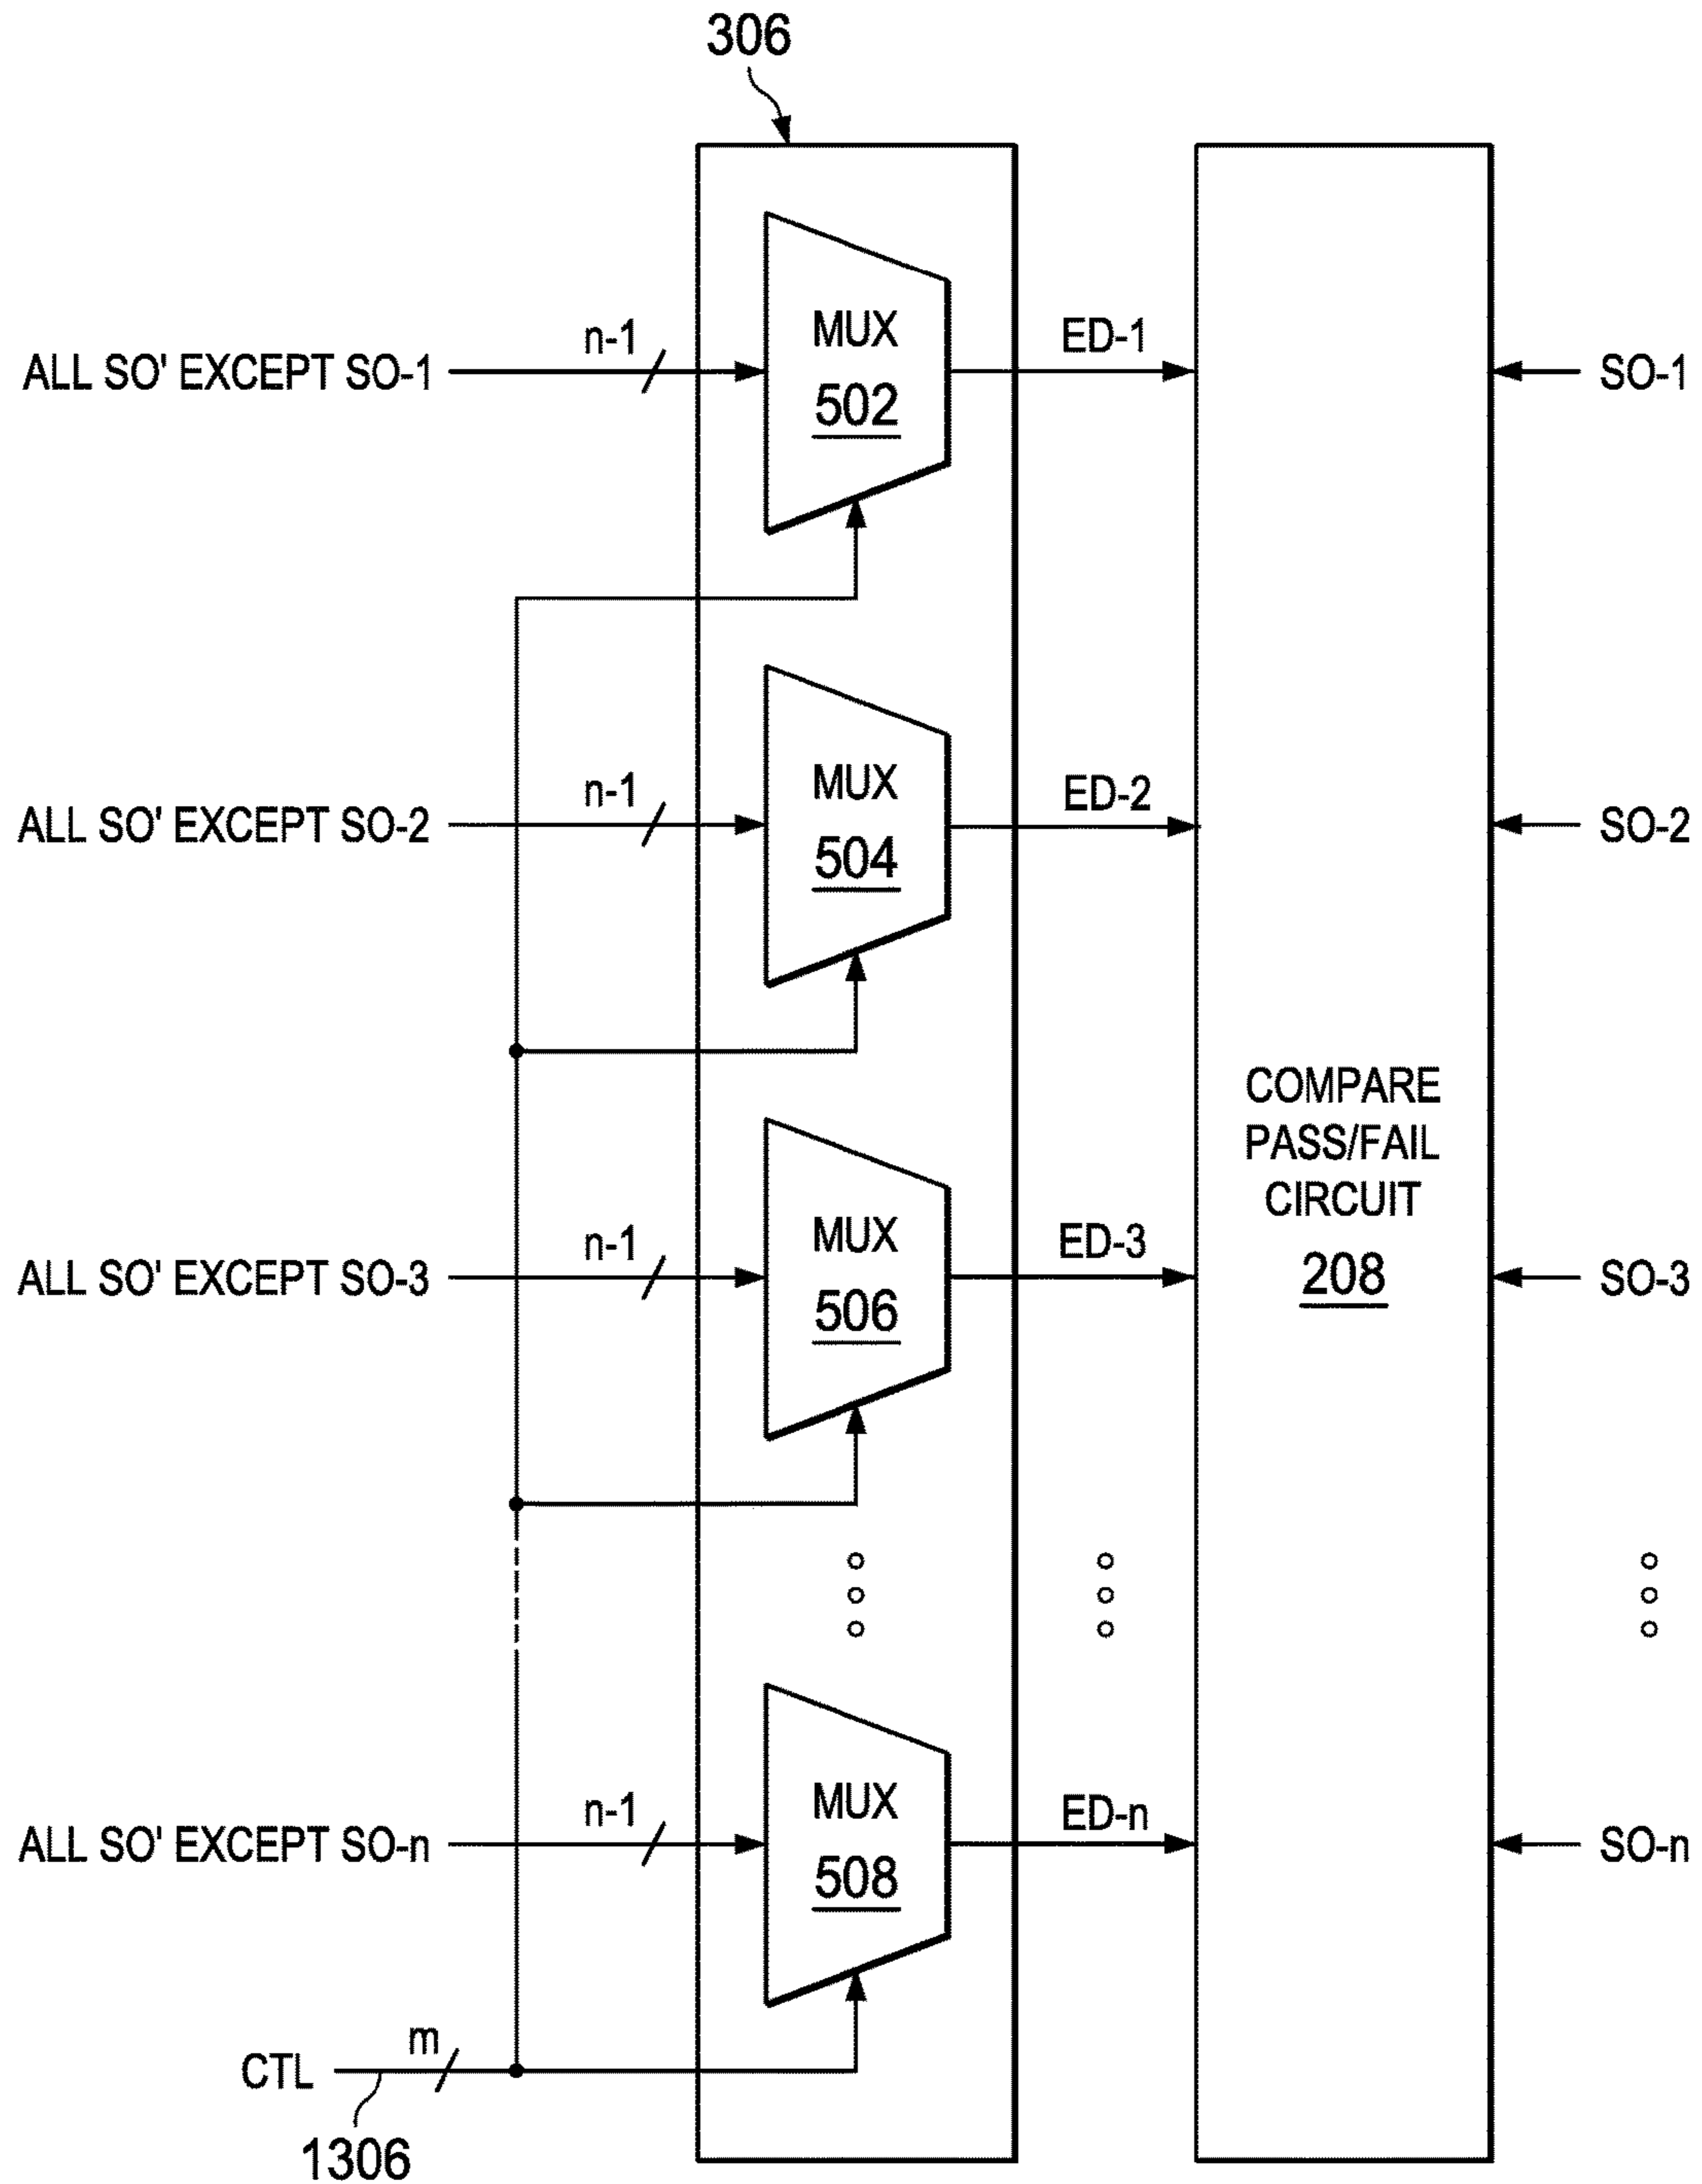 306
MUX
502
n-1
ED-1
ALL SO' EXCEPT SO-1
SO-1
MUX
504
n-1
ED-2
ALL SO' EXCEPT SO-2
SO-2
COMPARE
PASS/FAIL
CIRCUIT
208
MUX
506
n-1
ED-3
ALL SO' EXCEPT SO-3
SO-3
MUX
508
n-1
ED-n
ALL SO' EXCEPT SO-n
SO-n
m
CTL
1306